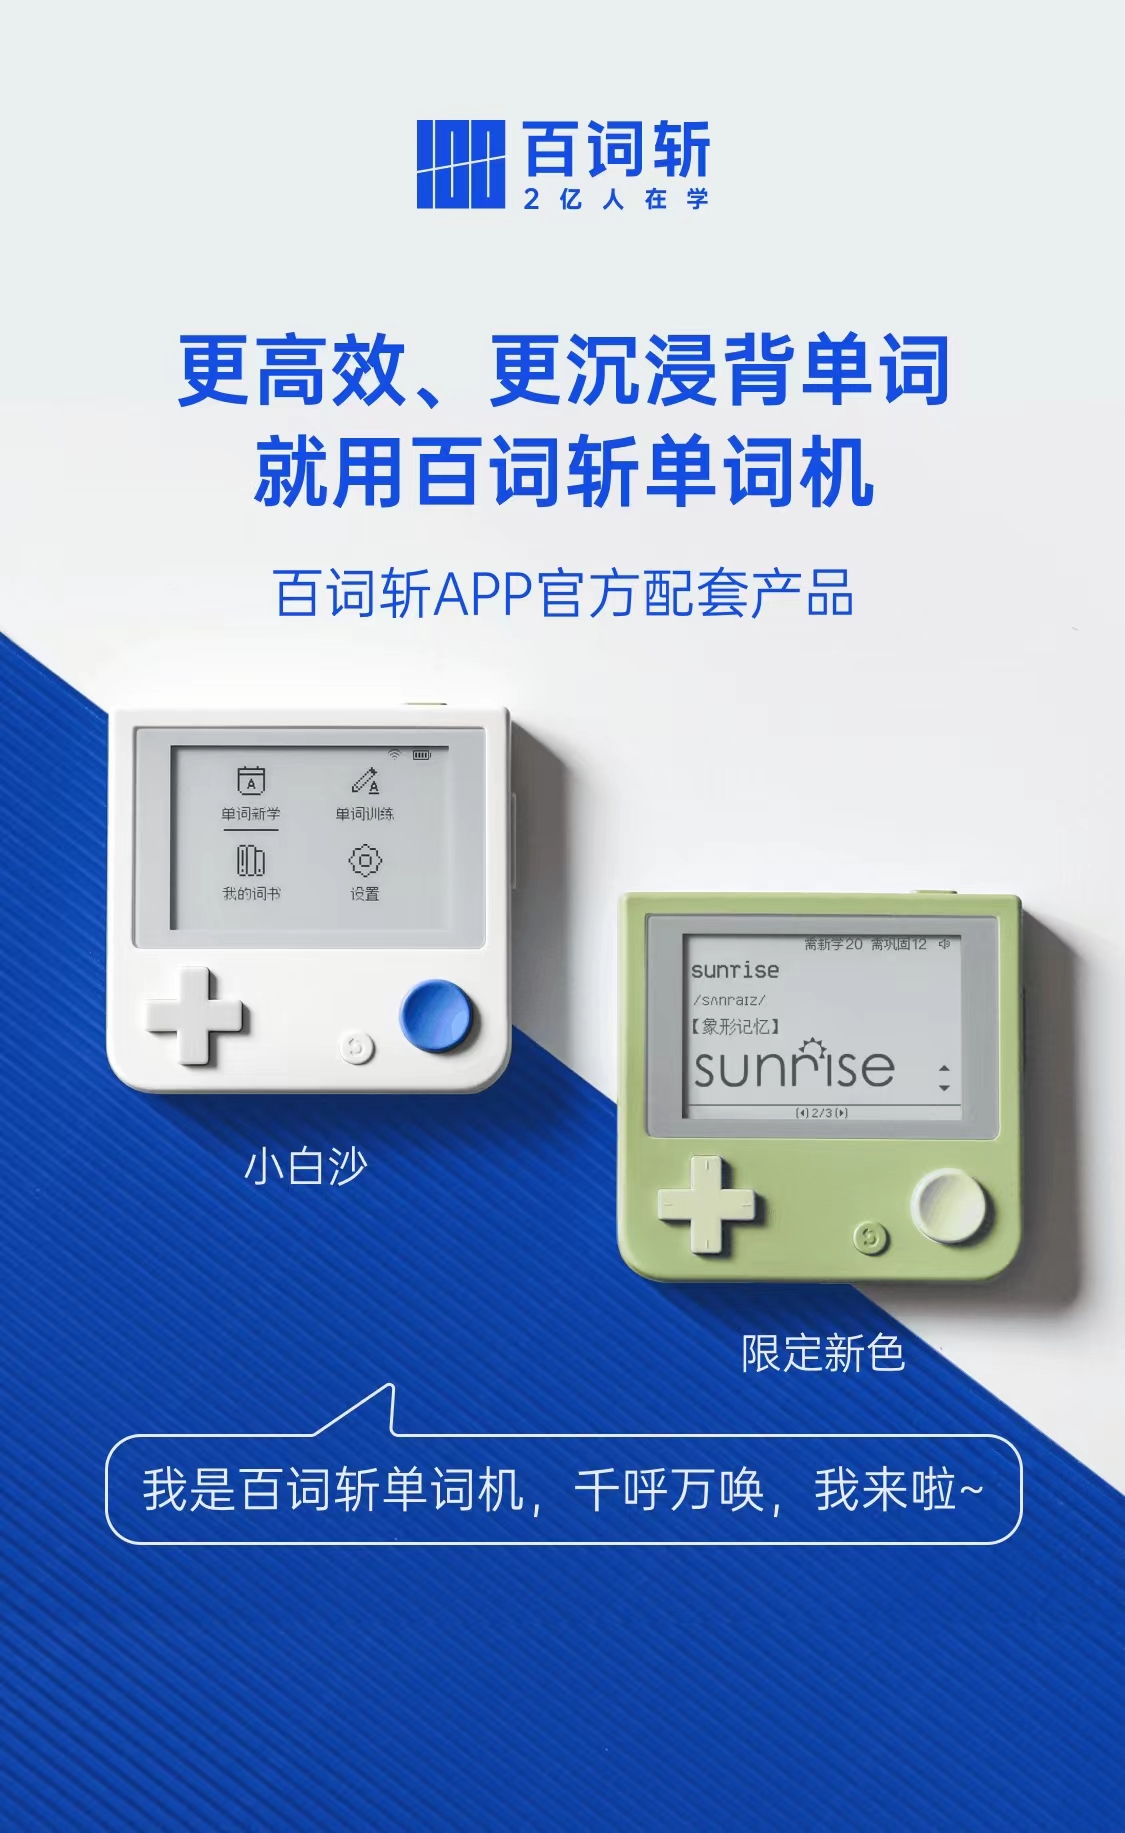 100 百词斩
2亿人在学
更高效、更沉浸背单词
就用百词斩单词机
百词斩APP官方配套产品
单词新学 单词训练
我的词书 设置
小白沙
需新学20 需巩固12
sunrise
/sʌnraɪz/
【象形记忆】
sunrise
2/3
限定新色
我是百词斩单词机，千呼万唤，我来啦~